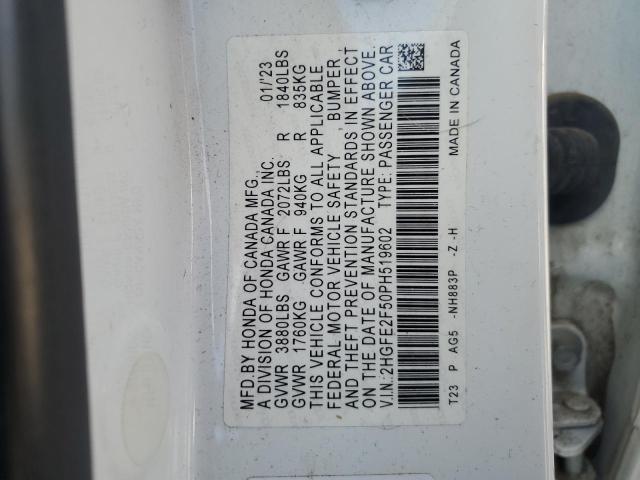 MFD.BY HONDA OF CANADA MFG., 01/'23
A DIVISION OF HONDA CANADA INC.
GVWR 3880LBS GAWR F 2072LBS R 1840LBS
GVWR 1760KG GAWR F 940KG R 835KG
THIS VEHICLE CONFORMS TO ALL APPLICABLE
FEDERAL MOTOR VEHICLE SAFETY , BUMPER ,
AND THEFT PREVENTION STANDARDS IN EFFECT
ON THE DATE OF MANUFACTURE SHOWN ABOVE.
V.I.N.: 2HGFE2F50PH519602 TYPE: PASSENGER CAR
T23 P AG5 -NH883P -Z -H MADE IN CANADA